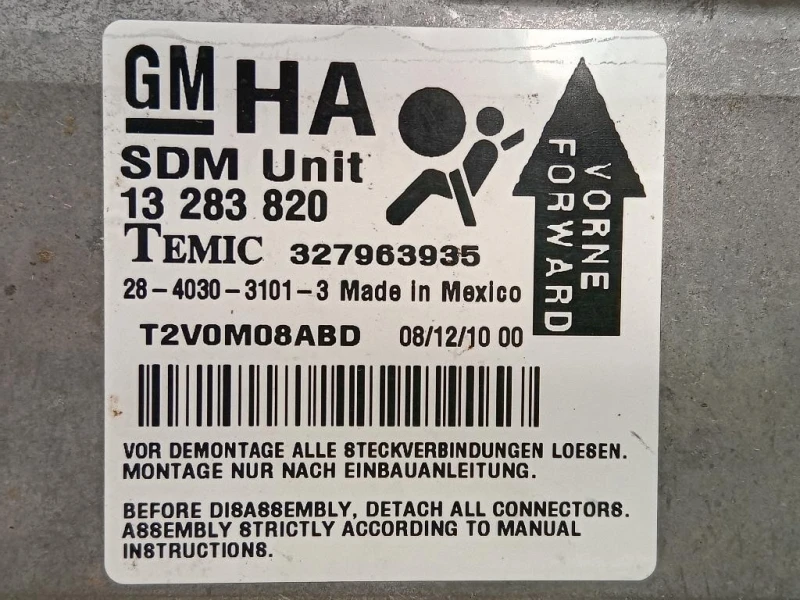 GM HA
SDM Unit
13 283 820
TEMIC 327963935
28-4030-3101-3 Made in Mexico
T2V0M08ABD 08/12/10 00
VORNE
FORWARD
VOR DEMONTAGE ALLE STECKVERBINDUNGEN LOESEN.
MONTAGE NUR NACH EINBAUANLEITUNG.
BEFORE DISASSEMBLY, DETACH ALL CONNECTORS.
ASSEMBLY STRICTLY ACCORDING TO MANUAL
INSTRUCTIONS.